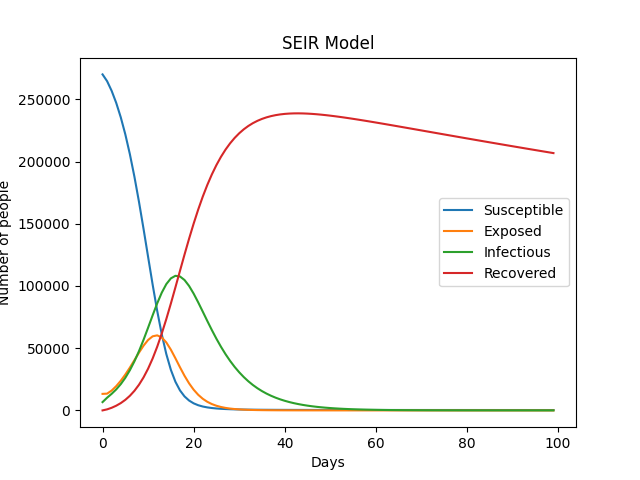 SEIR Model
250000
200000
150000
100000
50000
0
Number of people
Susceptible
Exposed
Infectious
Recovered
0 20 40 60 80 100
Days